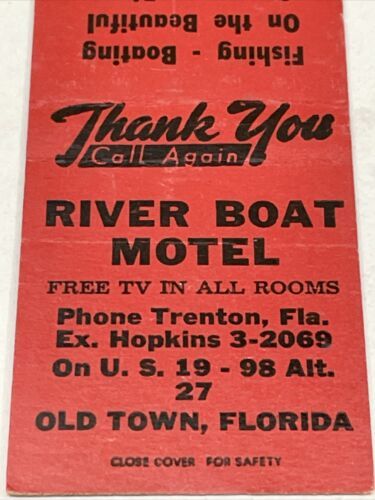 On the Beautiful
Fishing - Boating
Thank You
Call Again
RIVER BOAT
MOTEL
FREE TV IN ALL ROOMS
Phone Trenton, Fla.
Ex. Hopkins 3-2069
On U. S. 19 - 98 Alt.
27
OLD TOWN, FLORIDA
CLOSE COVER FOR SAFETY